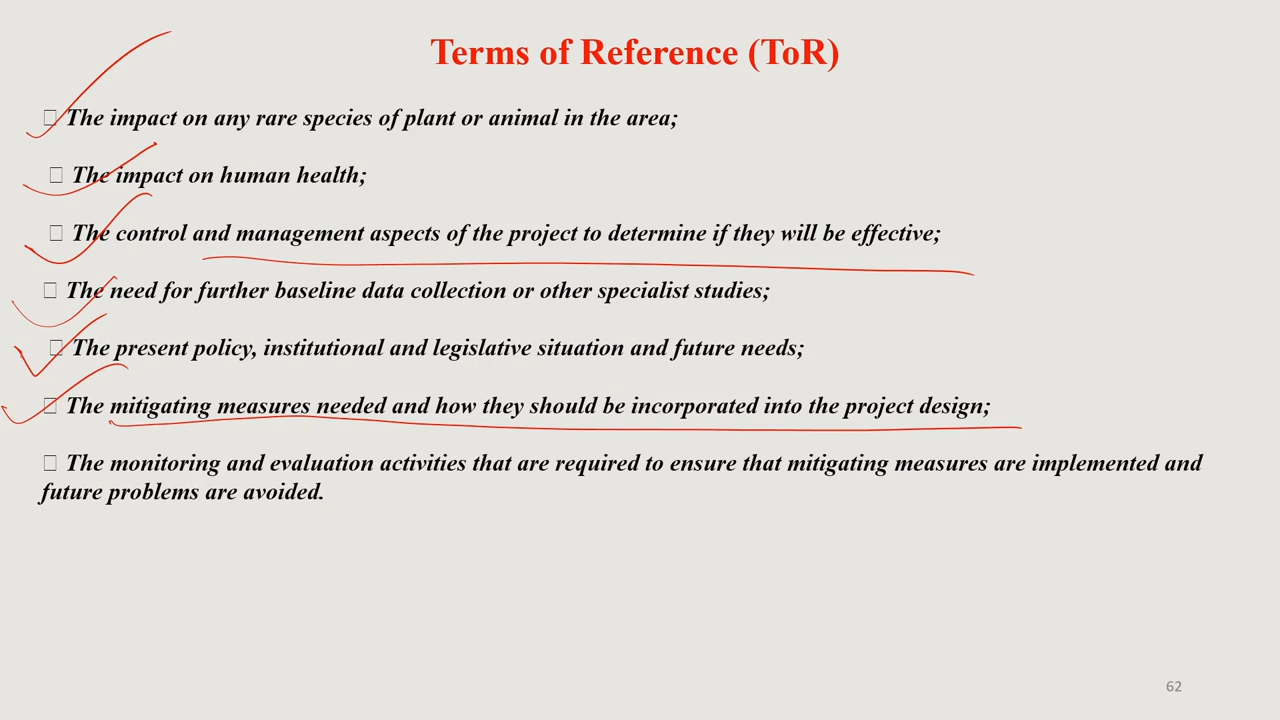 Terms of Reference (ToR)
□ The impact on any rare species of plant or animal in the area;
□ The impact on human health;
□ The control and management aspects of the project to determine if they will be effective;
□ The need for further baseline data collection or other specialist studies;
□ The present policy, institutional and legislative situation and future needs;
□ The mitigating measures needed and how they should be incorporated into the project design;
□ The monitoring and evaluation activities that are required to ensure that mitigating measures are implemented and
future problems are avoided.
62